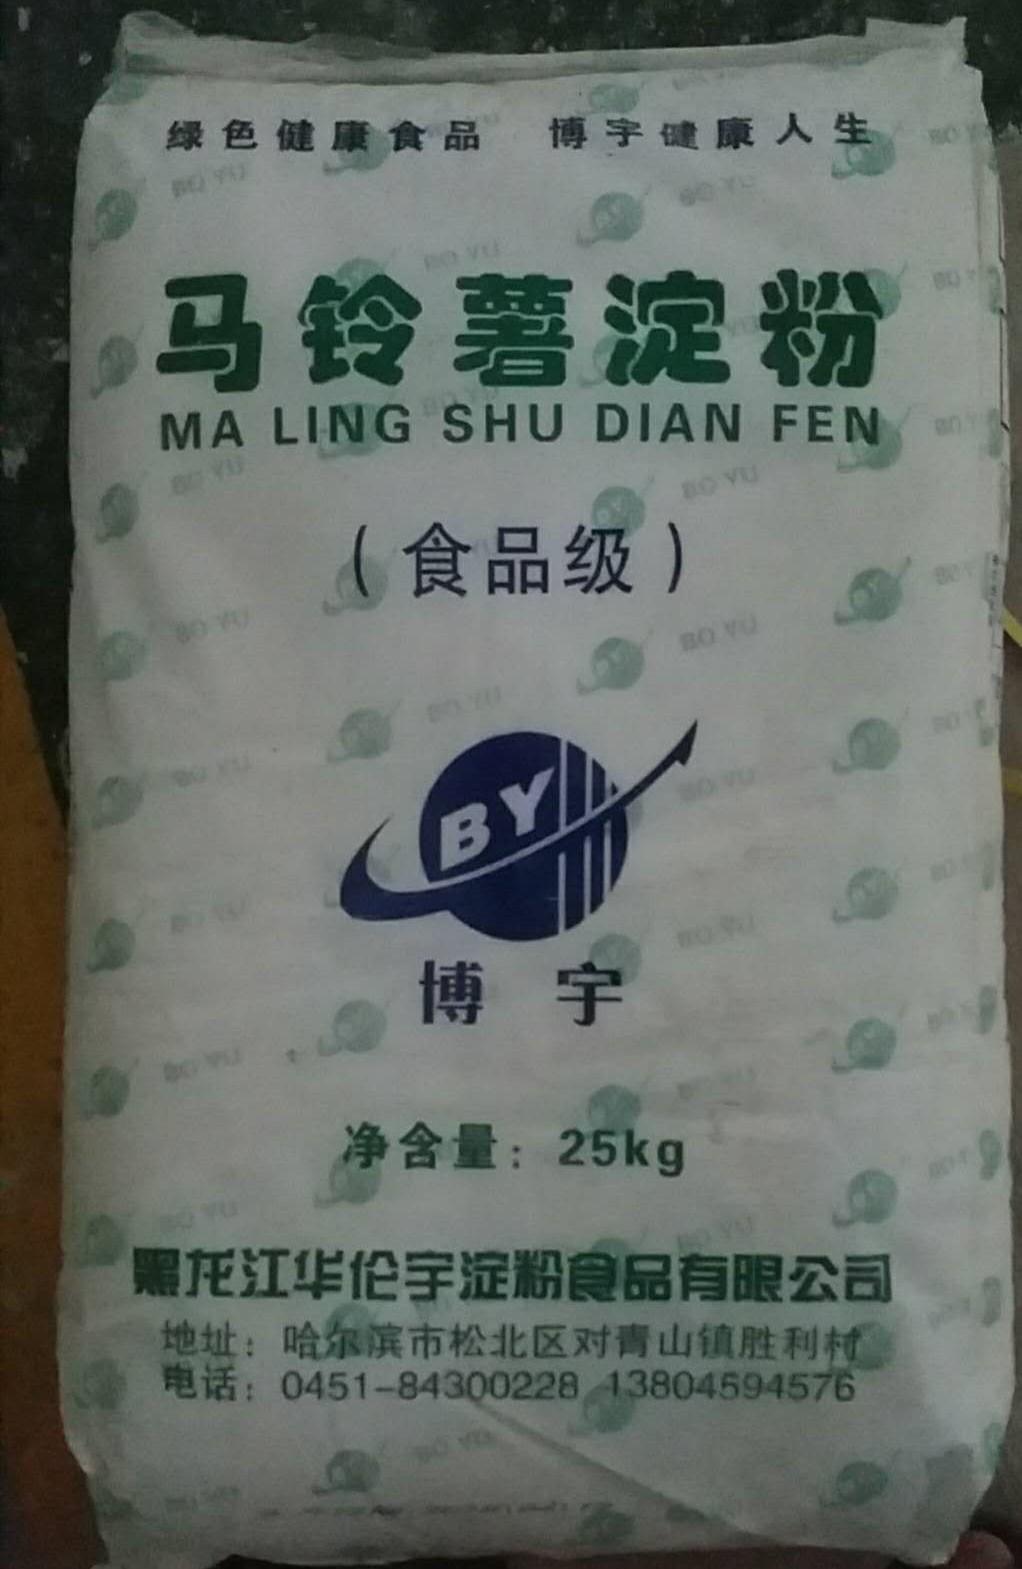 绿色健康食品 博宇健康人生
马铃薯淀粉
MA LING SHU DIAN FEN
(食品级)
BY
博宇
净含量: 25kg
黑龙江华伦宇淀粉食品有限公司
地址: 哈尔滨市松北区对青山镇胜利村
电话: 0451-84300228 13804594576